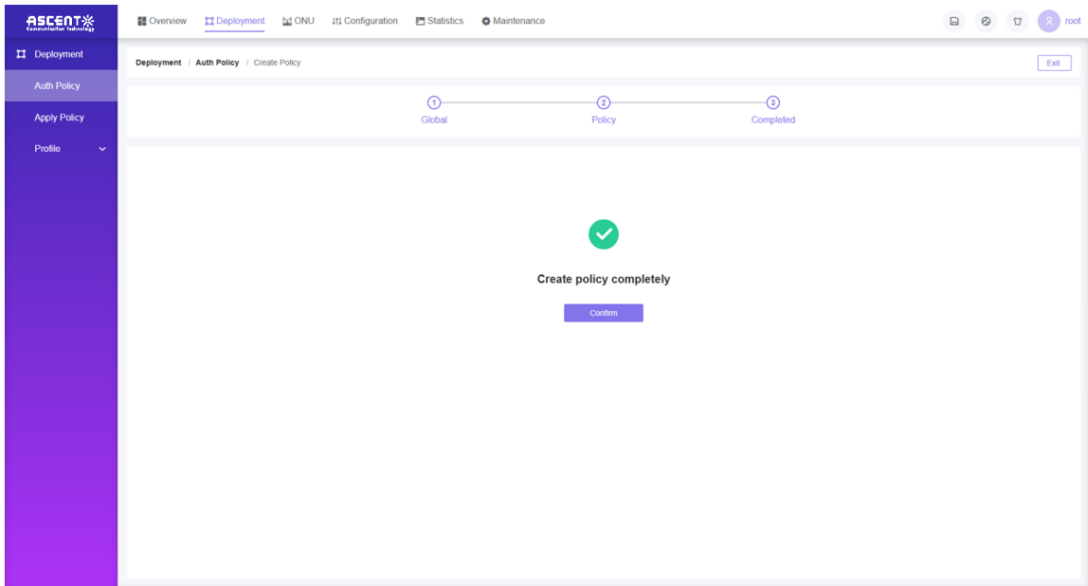 ASCENT
Communication Technology
Overview Deployment ONU Configuration Statistics Maintenance root
Deployment
Deployment / Auth Policy / Create Policy Exit
Auth Policy
1 2 3
Global Policy Completed
Apply Policy
Profile
Create policy completely
Confirm